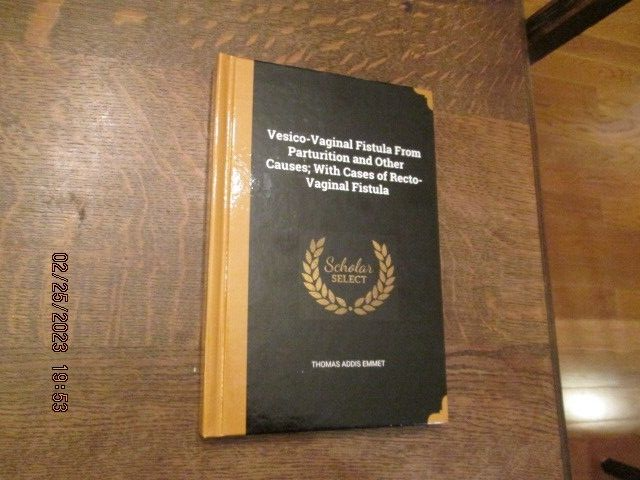 Vesico-Vaginal Fistula From
Parturition and Other
Causes; With Cases of Recto-
Vaginal Fistula
Scholar
SELECT
THOMAS ADDIS EMMET
02/25/2023 19:53